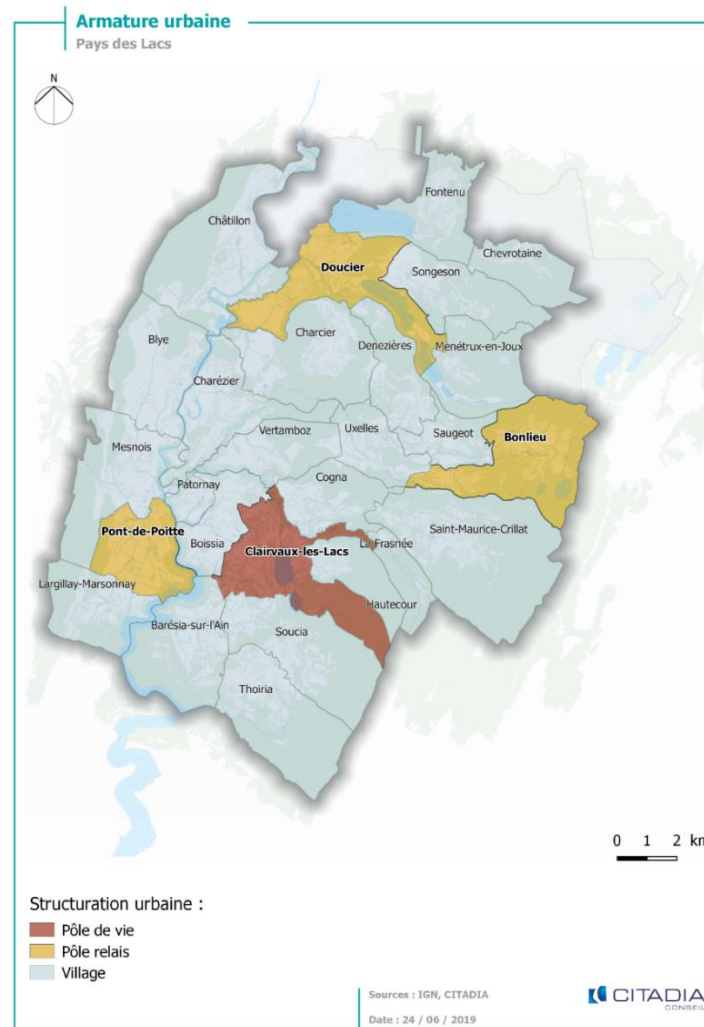 Armature urbaine
Pays des Lacs
N
Fontenu
Châtillon
Chevrotaine
Doucier
Songeson
Blye
Charcier
Denezières
Menétrux-en-Joux
Charézier
Vertamboz
Uxelles
Saugeot
Bonlieu
Mesnois
Patornay
Cogna
Pont-de-Poitte
Boissia
Clairvaux-les-Lacs
La Frasnée
Saint-Maurice-Crillat
Largillay-Marsonnay
Hautecour
Barésia-sur-l'Ain
Soucia
Thoiria
0 1 2 km
Structuration urbaine :
Pôle de vie
Pôle relais
Village
Sources : IGN, CITADIA
Date : 24 / 06 / 2019
CITADIA
CONSEIL